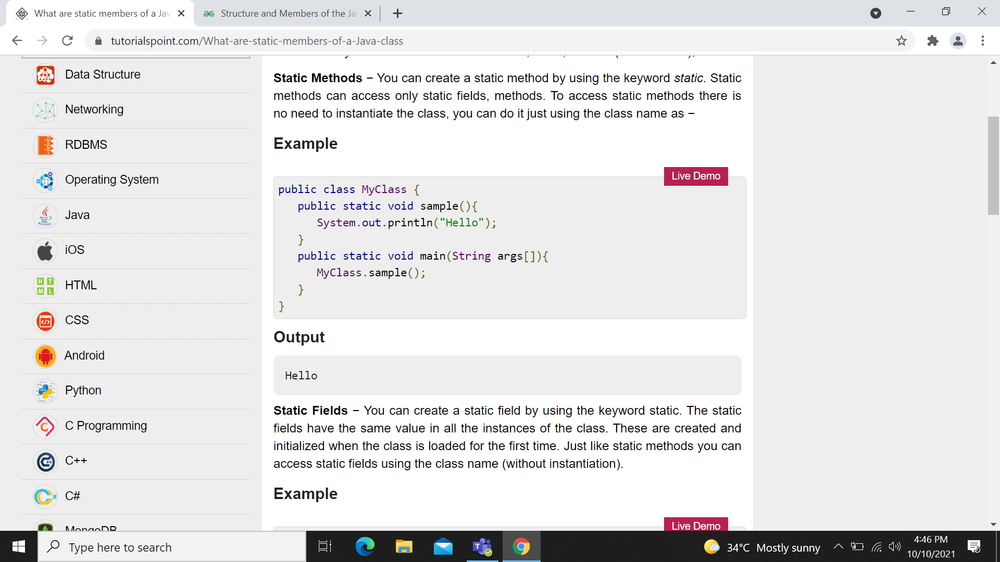 What are static members of a Jav
Structure and Members of the Ja
tutorialspoint.com/What-are-static-members-of-a-Java-class
Data Structure
Networking
RDBMS
Operating System
Java
iOS
HTML
CSS
Android
Python
C Programming
C++
C#
MongoDB
Static Methods − You can create a static method by using the keyword static. Static
methods can access only static fields, methods. To access static methods there is
no need to instantiate the class, you can do it just using the class name as −
Example
Live Demo
public class MyClass {
public static void sample(){
System.out.println("Hello");
}
public static void main(String args[]){
MyClass.sample();
}
}
Output
Hello
Static Fields − You can create a static field by using the keyword static. The static
fields have the same value in all the instances of the class. These are created and
initialized when the class is loaded for the first time. Just like static methods you can
access static fields using the class name (without instantiation).
Example
Live Demo
Type here to search
34°C Mostly sunny
4:46 PM
10/10/2021